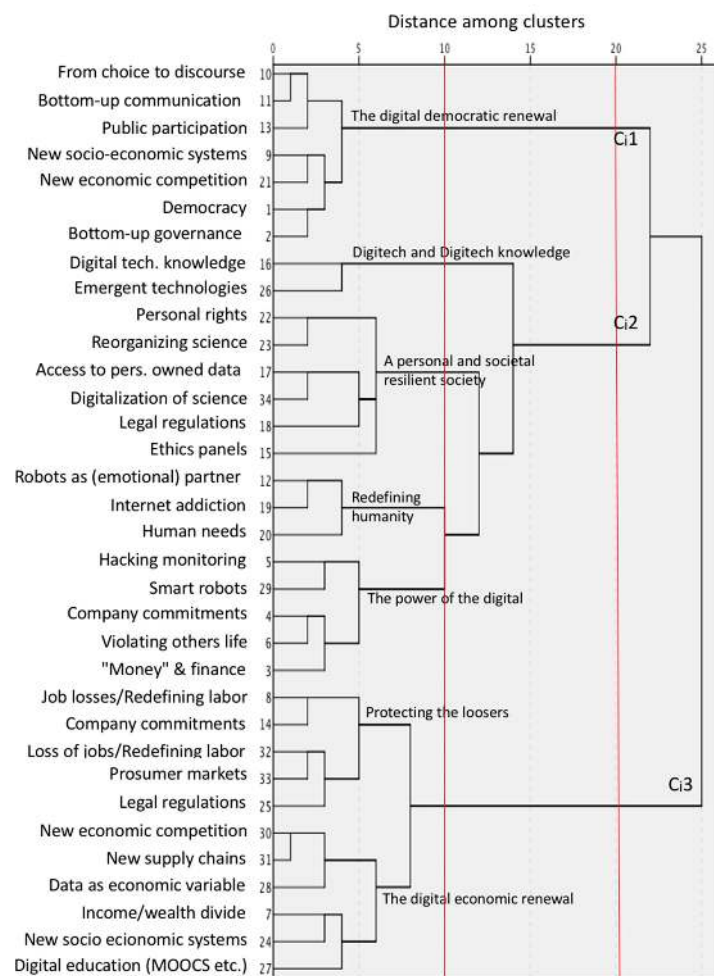 Distance among clusters
0 5 10 15 20 25
From choice to discourse 10
Bottom-up communication 11
Public participation 13
The digital democratic renewal
Ci1
New socio-economic systems 9
New economic competition 21
Democracy 1
Bottom-up governance 2
Digitech and Digitech knowledge
Digital tech. knowledge 16
Emergent technologies 26
Personal rights 22
Ci2
Reorganizing science 23
A personal and societal
resilient society
Access to pers. owned data 17
Digitalization of science 34
Legal regulations 18
Ethics panels 15
Robots as (emotional) partner 12
Redefining
humanity
Internet addiction 19
Human needs 20
Hacking monitoring 5
Smart robots 29
The power of the digital
Company commitments 4
Violating others life 6
"Money" & finance 3
Job losses/Redefining labor 8
Protecting the loosers
Company commitments 14
Loss of jobs/Redefining labor 32
Prosumer markets 33
Ci3
Legal regulations 25
New economic competition 30
New supply chains 31
Data as economic variable 28
The digital economic renewal
Income/wealth divide 7
New socio ecionomic systems 24
Digital education (MOOCS etc.) 27